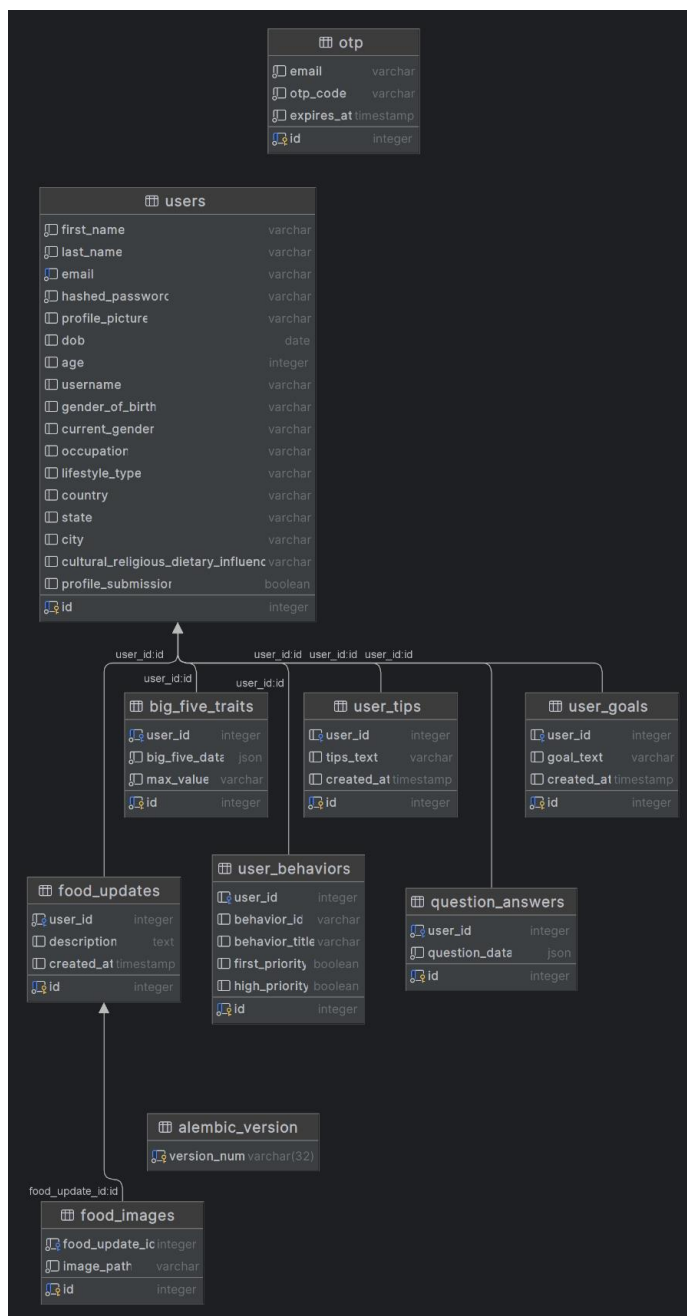 otp
email varchar
otp_code varchar
expires_at timestamp
id integer
users
first_name varchar
last_name varchar
email varchar
hashed_password varchar
profile_picture varchar
dob date
age integer
username varchar
gender_of_birth varchar
current_gender varchar
occupation varchar
lifestyle_type varchar
country varchar
state varchar
city varchar
cultural_religious_dietary_influenc varchar
profile_submission boolean
id integer
user_id:id user_id:id user_id:id user_id:id
user_id:id user_id:id
big_five_traits
user_id integer
big_five_data json
max_value varchar
id integer
user_tips
user_id integer
tips_text varchar
created_at timestamp
id integer
user_goals
user_id integer
goal_text varchar
created_at timestamp
id integer
food_updates
user_id integer
description text
created_at timestamp
id integer
user_behaviors
user_id integer
behavior_id varchar
behavior_title varchar
first_priority boolean
high_priority boolean
id integer
question_answers
user_id integer
question_data json
id integer
alembic_version
version_num varchar(32)
food_update_id:id
food_images
food_update_id integer
image_path varchar
id integer